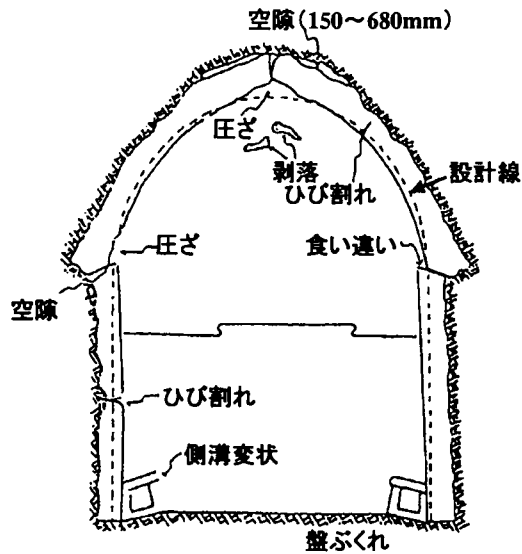 空隙(150～680mm)
圧ざ
剥落
ひび割れ
設計線
圧ざ
食い違い
空隙
ひび割れ
側溝変状
盤ぶくれ